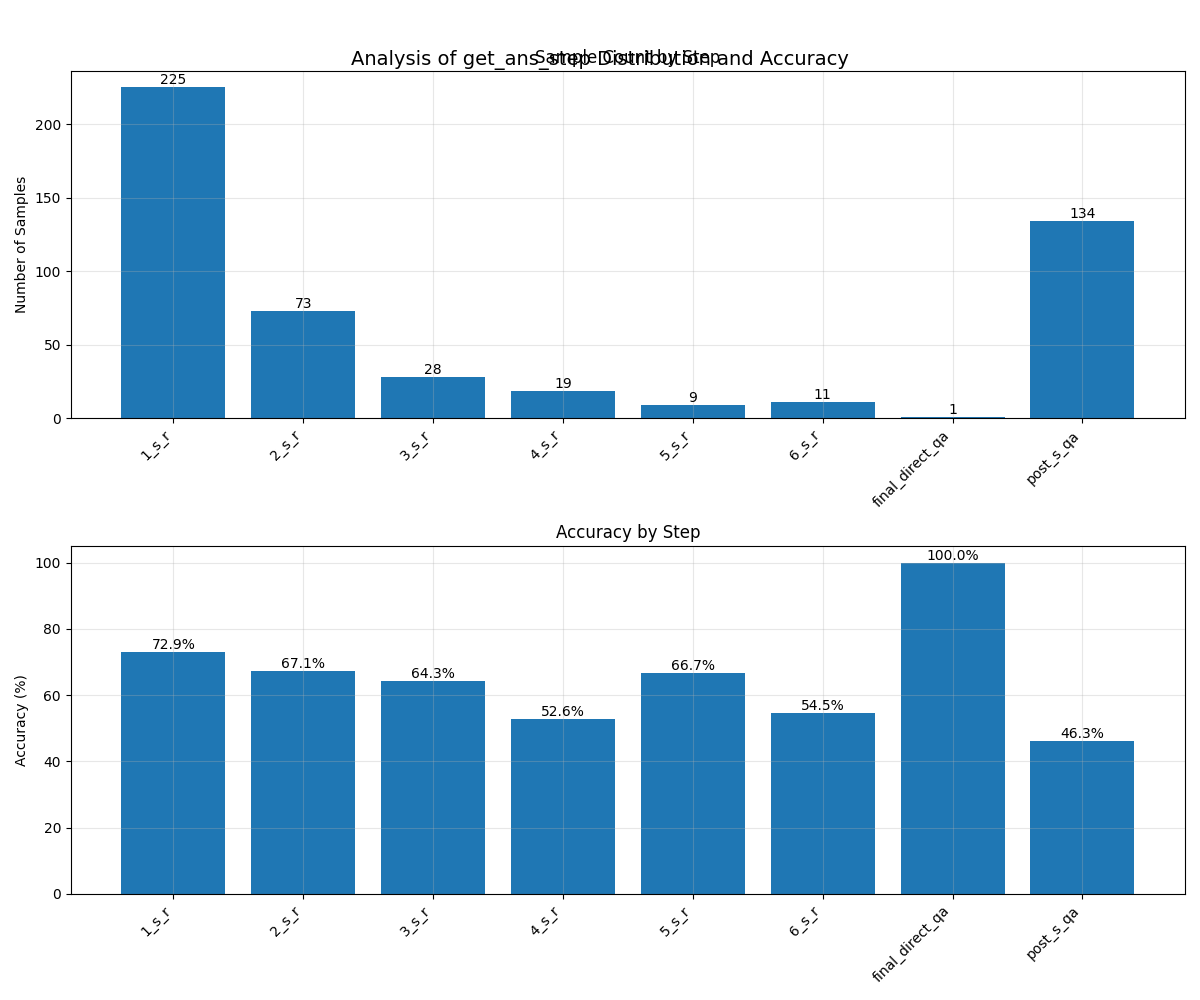 Analysis of get_ans_step Distribution and Accuracy
Sample Count by Step
225
200
150
134
Number of Samples
100
73
50
28
19
9
11
1
0
1_s_r
2_s_r
3_s_r
4_s_r
5_s_r
6_s_r
final_direct_qa
post_s_qa
Accuracy by Step
100
100.0%
80
72.9%
67.1%
64.3%
66.7%
60
52.6%
54.5%
46.3%
Accuracy (%)
40
20
0
1_s_r
2_s_r
3_s_r
4_s_r
5_s_r
6_s_r
final_direct_qa
post_s_qa